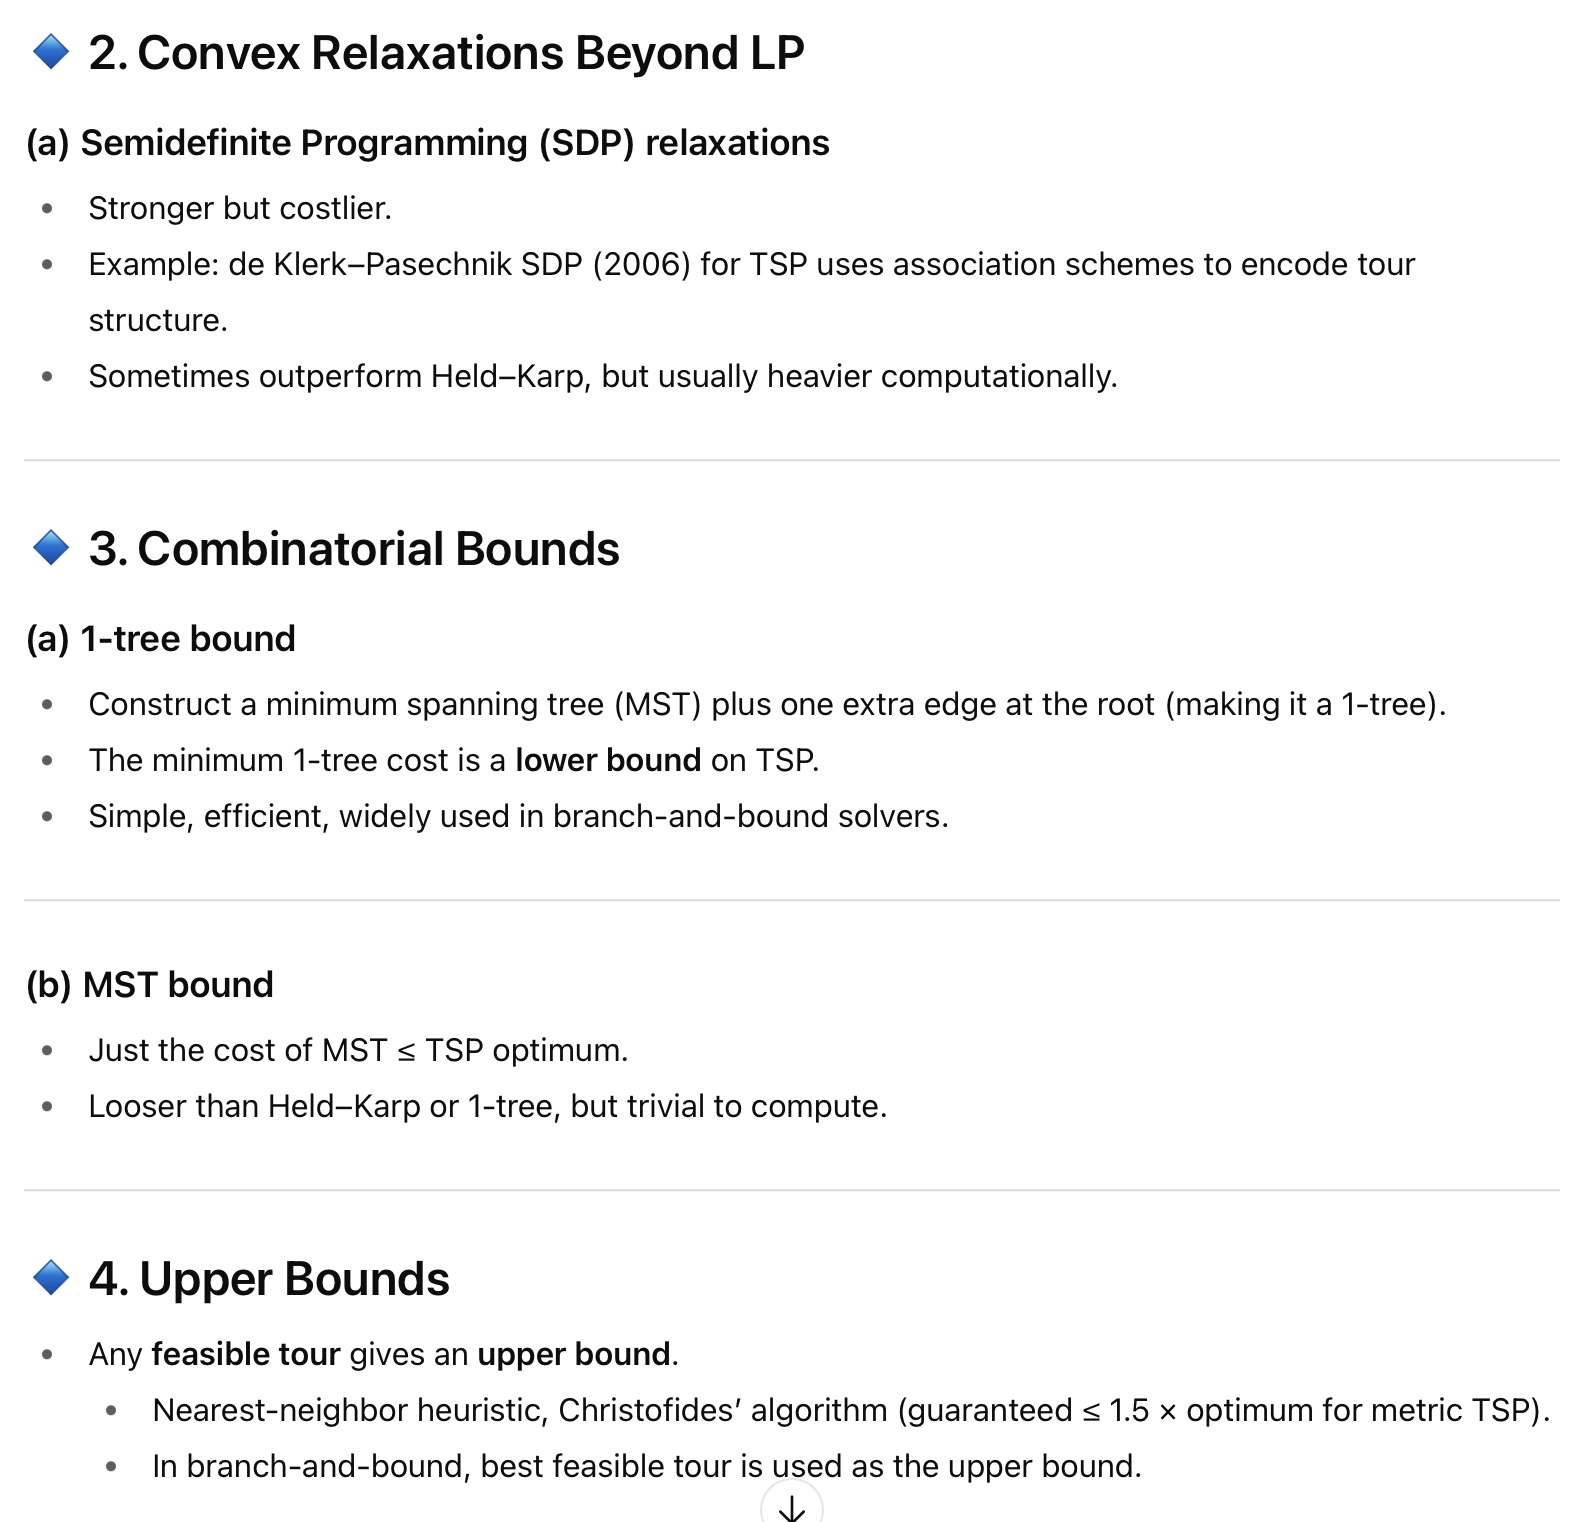 2. Convex Relaxations Beyond LP
(a) Semidefinite Programming (SDP) relaxations
Stronger but costlier.
Example: de Klerk–Pasechnik SDP (2006) for TSP uses association schemes to encode tour
structure.
Sometimes outperform Held–Karp, but usually heavier computationally.
3. Combinatorial Bounds
(a) 1-tree bound
Construct a minimum spanning tree (MST) plus one extra edge at the root (making it a 1-tree).
The minimum 1-tree cost is a lower bound on TSP.
Simple, efficient, widely used in branch-and-bound solvers.
(b) MST bound
Just the cost of MST ≤ TSP optimum.
Looser than Held–Karp or 1-tree, but trivial to compute.
4. Upper Bounds
Any feasible tour gives an upper bound.
Nearest-neighbor heuristic, Christofides’ algorithm (guaranteed ≤ 1.5 × optimum for metric TSP).
In branch-and-bound, best feasible tour is used as the upper bound.